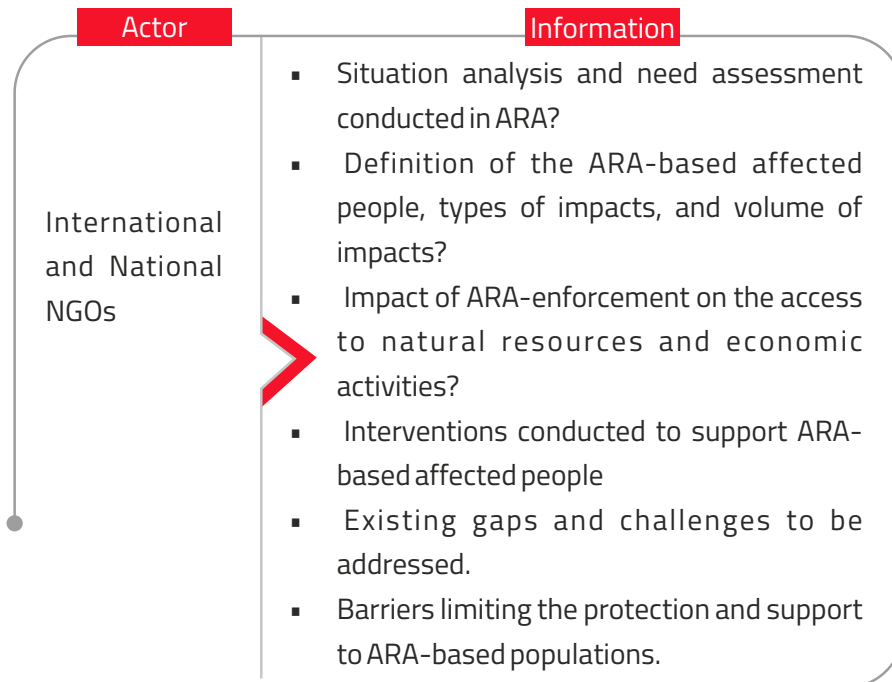 Actor
Information
International
and National
NGOs
▪ Situation analysis and need assessment
conducted in ARA?
▪ Definition of the ARA-based affected
people, types of impacts, and volume of
impacts?
▪ Impact of ARA-enforcement on the access
to natural resources and economic
activities?
▪ Interventions conducted to support ARA-
based affected people
▪ Existing gaps and challenges to be
addressed.
▪ Barriers limiting the protection and support
to ARA-based populations.